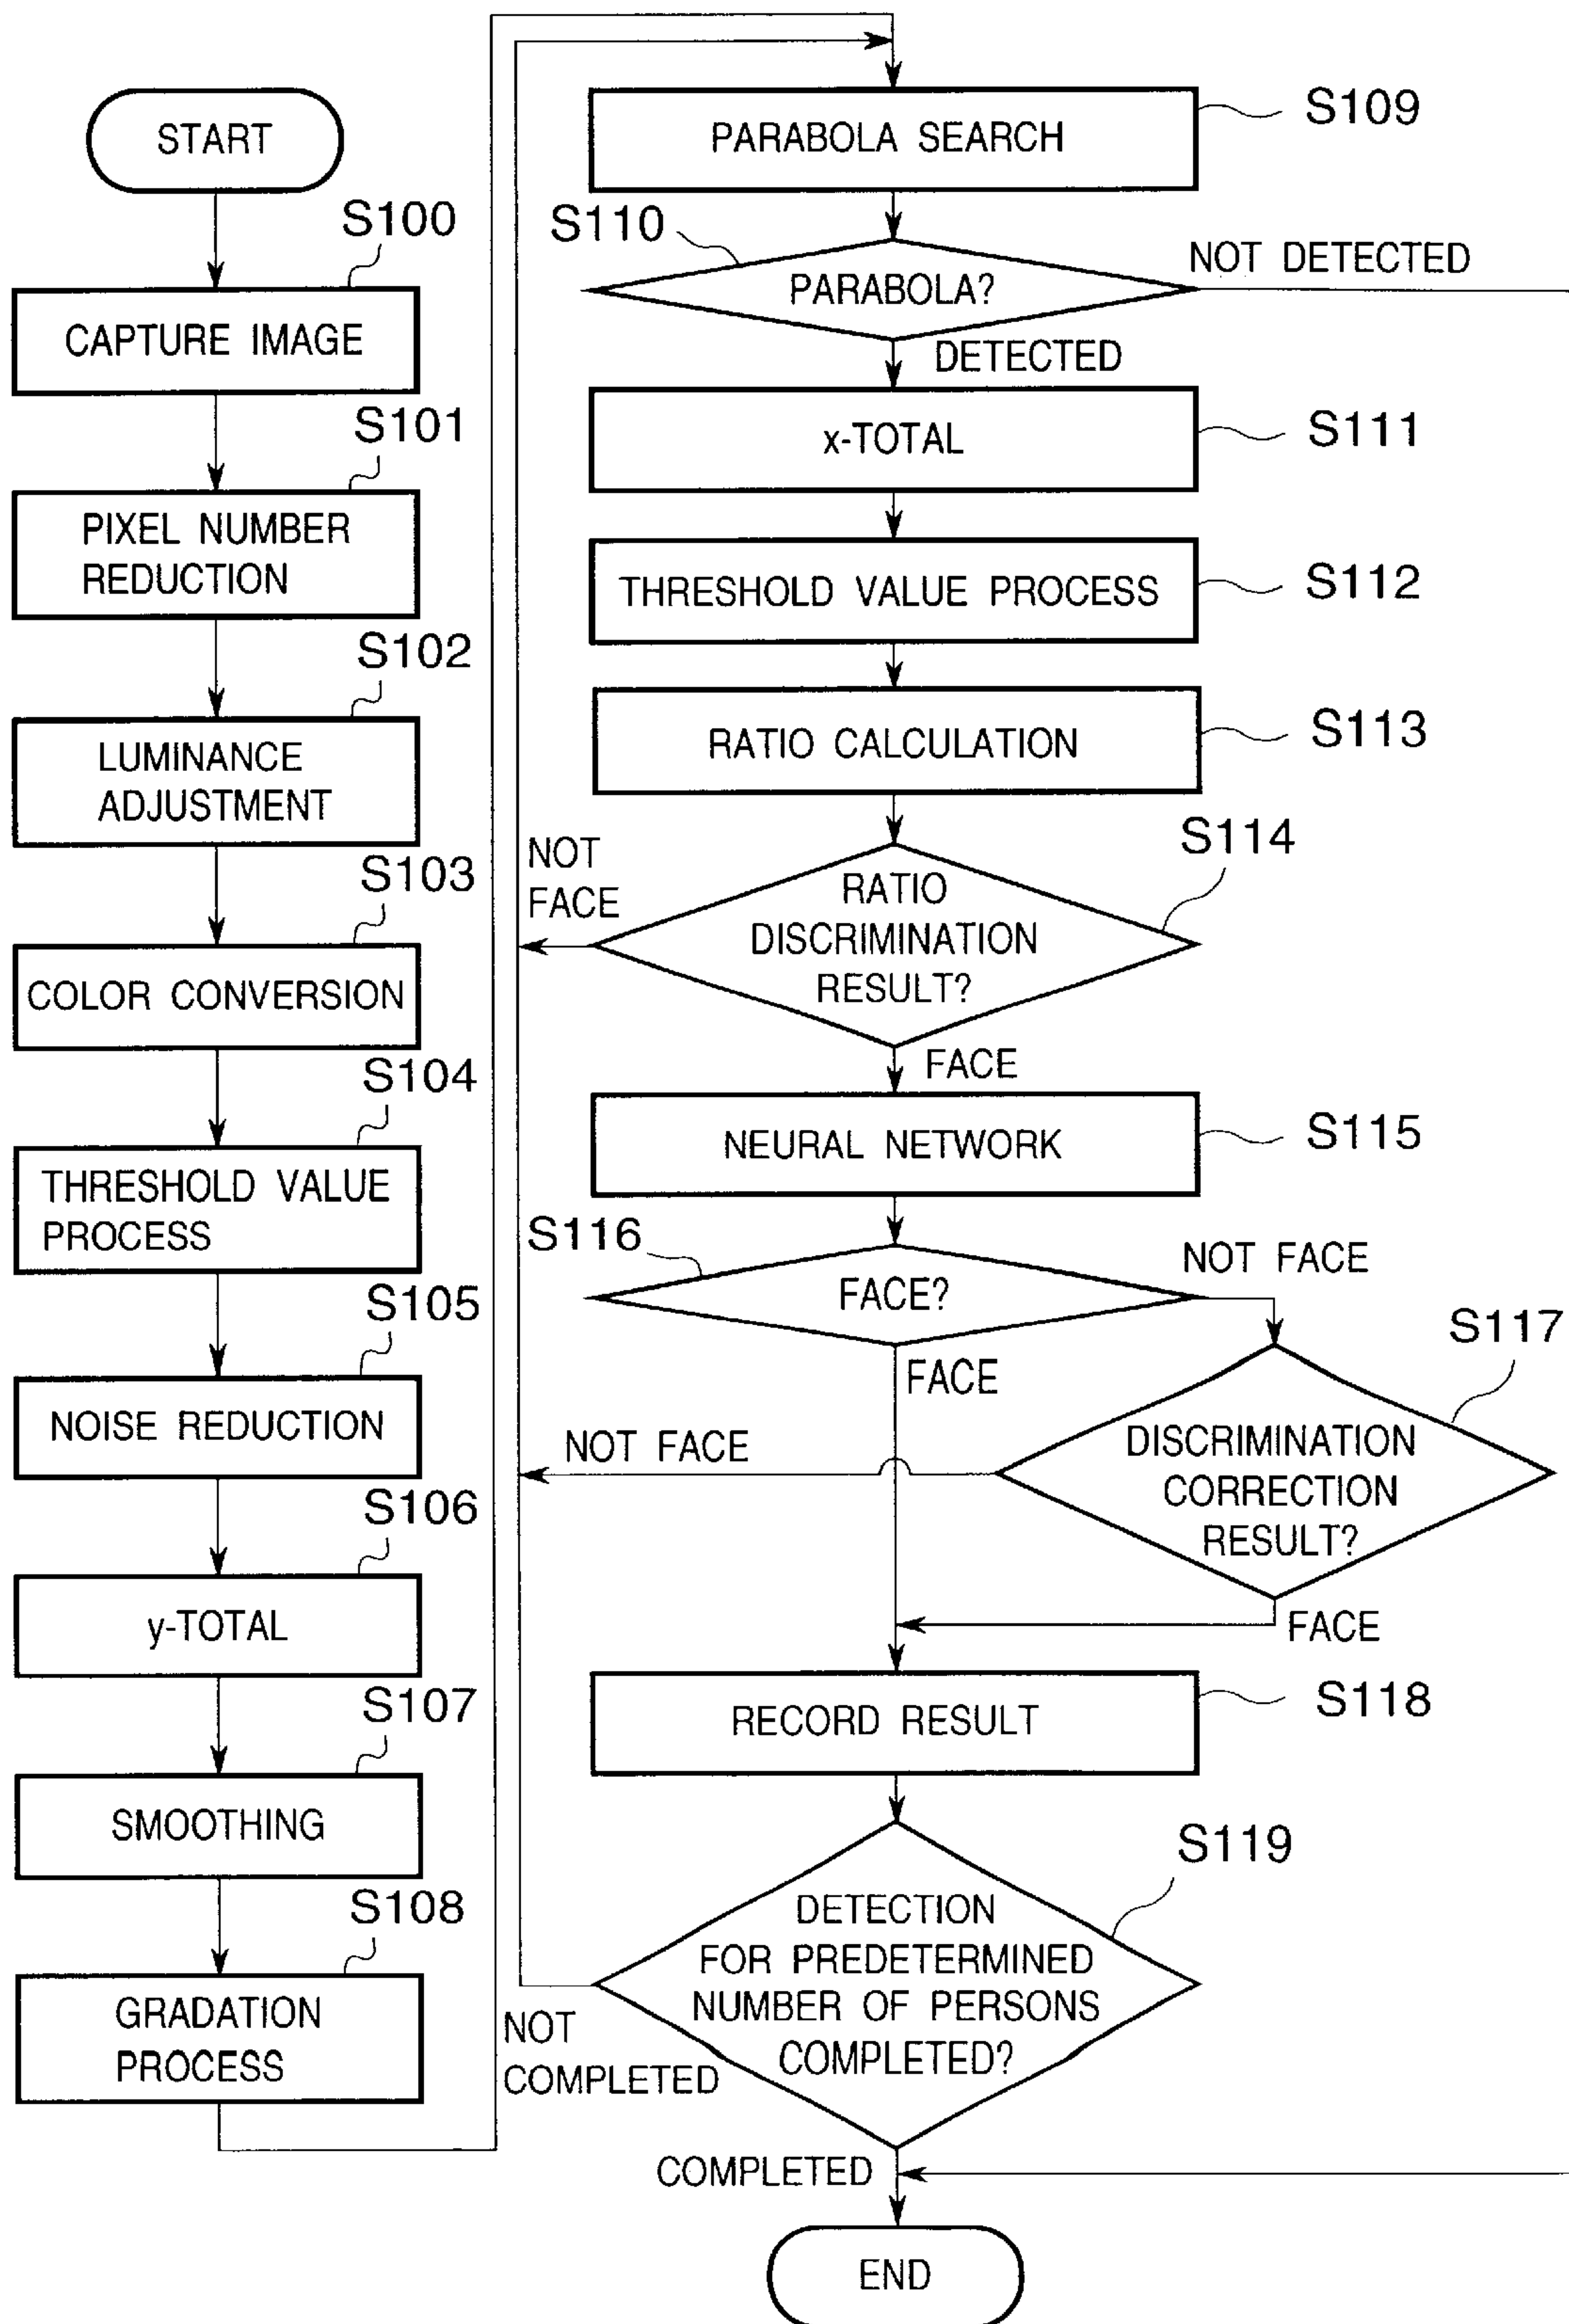 START
S100
CAPTURE IMAGE
S101
PIXEL NUMBER
REDUCTION
S102
LUMINANCE
ADJUSTMENT
S103
COLOR CONVERSION
S104
THRESHOLD VALUE
PROCESS
S105
NOISE REDUCTION
S106
y-TOTAL
S107
SMOOTHING
S108
GRADATION
PROCESS
S109
PARABOLA SEARCH
S110
PARABOLA?
NOT DETECTED
DETECTED
x-TOTAL
S111
THRESHOLD VALUE PROCESS
S112
RATIO CALCULATION
S113
S114
NOT
FACE
RATIO
DISCRIMINATION
RESULT?
FACE
NEURAL NETWORK
S115
S116
FACE?
NOT FACE
FACE
S117
DISCRIMINATION
CORRECTION
RESULT?
NOT FACE
FACE
RECORD RESULT
S118
S119
DETECTION
FOR PREDETERMINED
NUMBER OF PERSONS
COMPLETED?
NOT
COMPLETED
COMPLETED
END